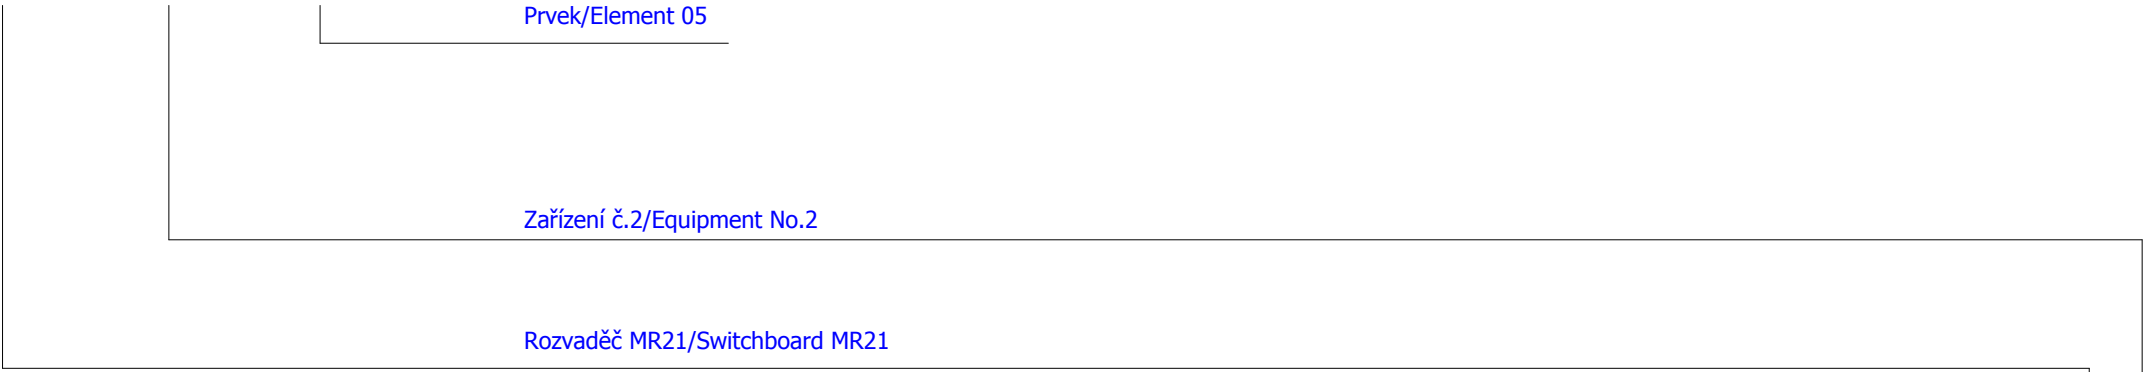 Prvek/Element 05
Zařízení č.2/Equipment No.2
Rozvaděč MR21/Switchboard MR21